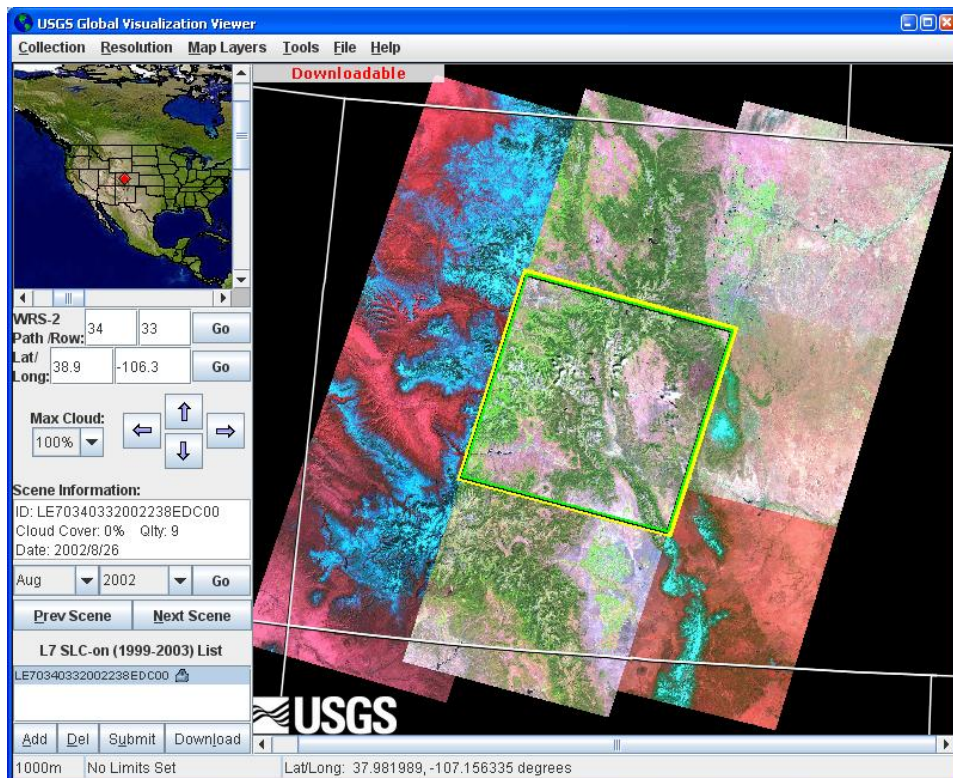 USGS Global Visualization Viewer
Collection Resolution Map Layers Tools File Help
Downloadable
WRS-2
Path /Row: 34 33 Go
Lat/
Long: 38.9 -106.3 Go
Max Cloud:
100%
Scene Information:
ID: LE70340332002238EDC00
Cloud Cover: 0% Qlty: 9
Date: 2002/8/26
Aug 2002 Go
Prev Scene Next Scene
L7 SLC-on (1999-2003) List
LE70340332002238EDC00
Add Del Submit Download
USGS
1000m No Limits Set Lat/Long: 37.981989, -107.156335 degrees